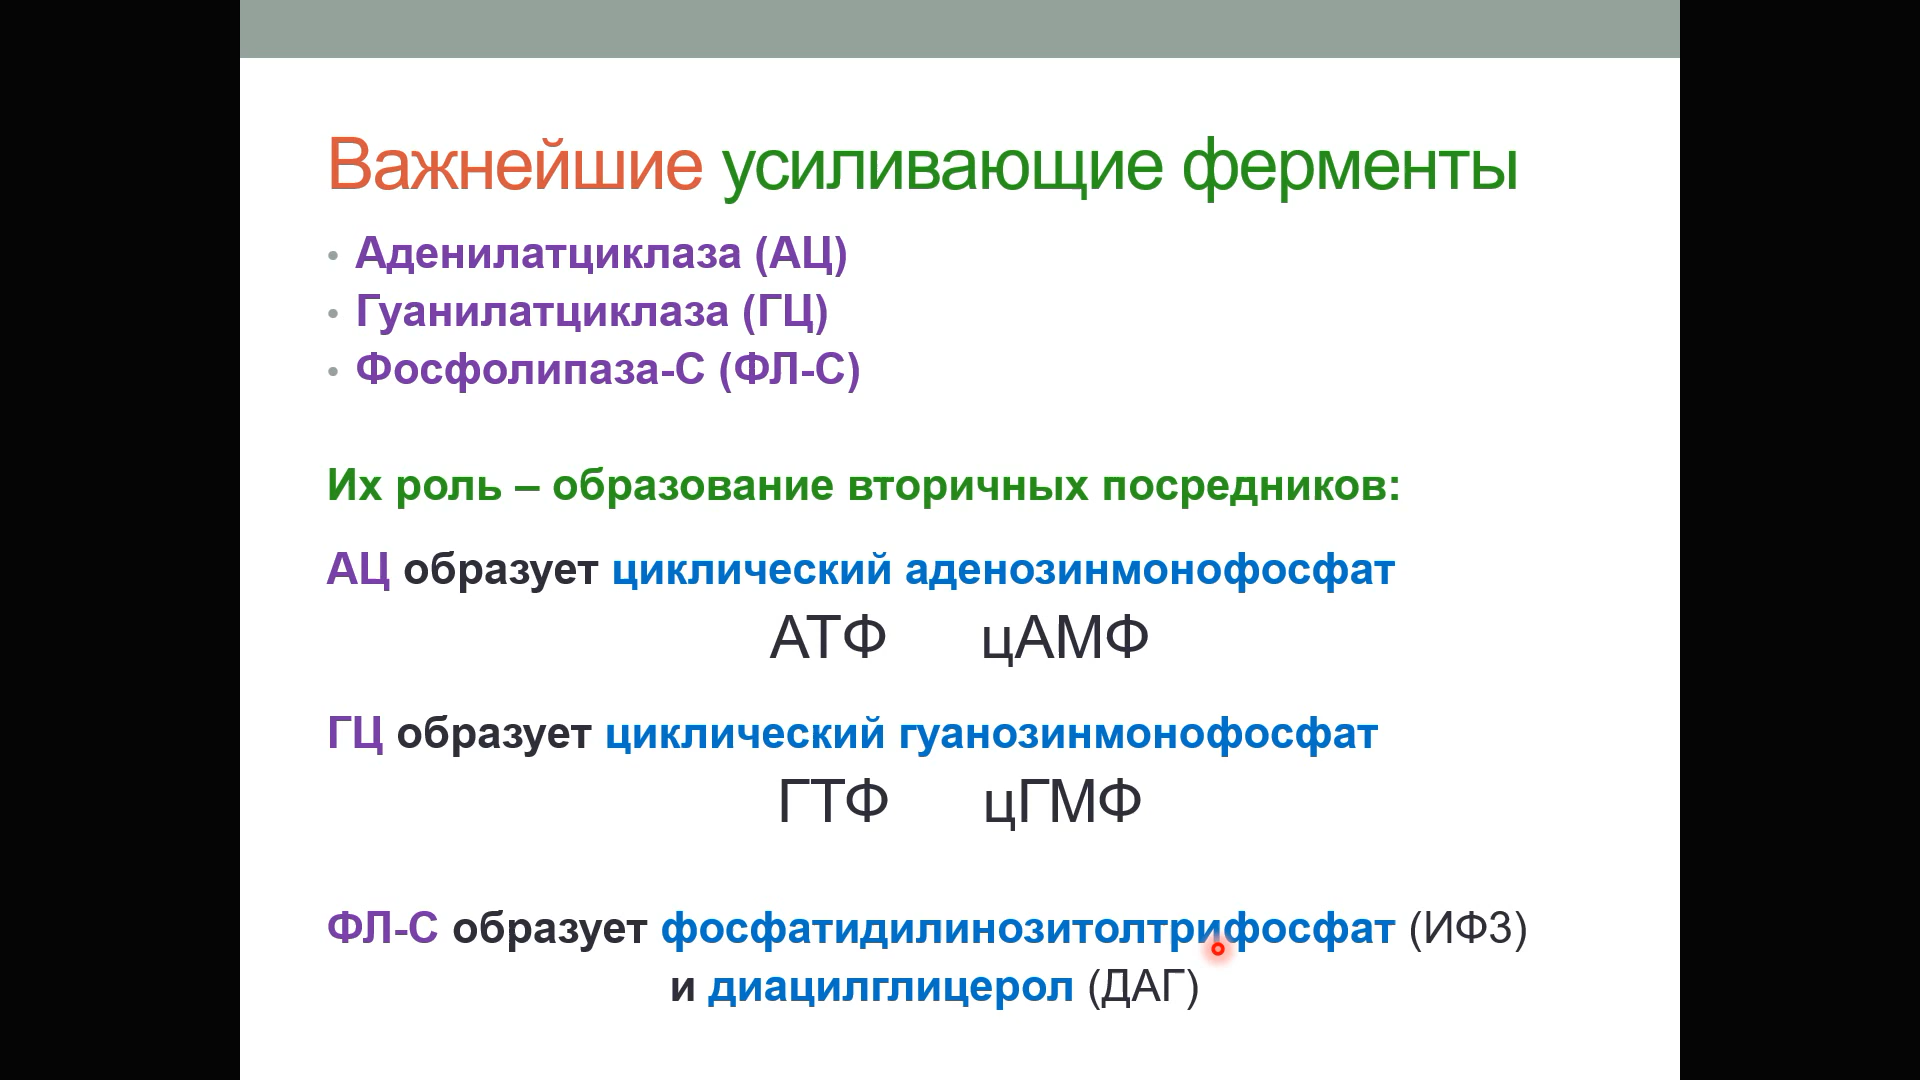 Важнейшие усиливающие ферменты
• Аденилатциклаза (АЦ)
• Гуанилатциклаза (ГЦ)
• Фосфолипаза-С (ФЛ-С)
Их роль – образование вторичных посредников:
АЦ образует циклический аденозинмонофосфат
АТФ цАМФ
ГЦ образует циклический гуанозинмонофосфат
ГТФ цГМФ
ФЛ-С образует фосфатидилинозитолтрифосфат (ИФ3)
и диацилглицерол (ДАГ)